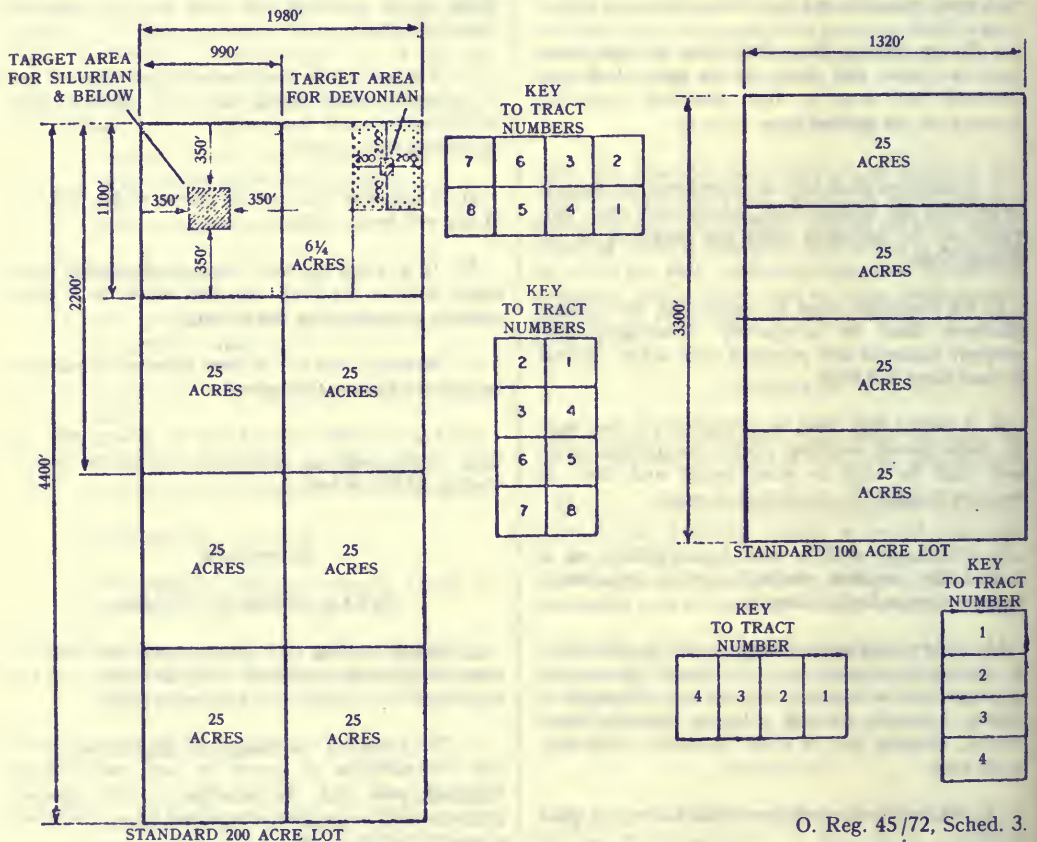 1980'
990'
TARGET AREA
FOR SILURIAN
& BELOW
TARGET AREA
FOR DEVONIAN
350'
200
200
200
200
350'
350'
350'
1100'
2200'
4400'
6¼
ACRES
25
ACRES
25
ACRES
25
ACRES
25
ACRES
25
ACRES
25
ACRES
STANDARD 200 ACRE LOT
KEY
TO TRACT
NUMBERS
7 6 3 2
8 5 4 1
KEY
TO TRACT
NUMBERS
2 1
3 4
6 5
7 8
1320'
3300'
25
ACRES
25
ACRES
25
ACRES
25
ACRES
STANDARD 100 ACRE LOT
KEY
TO TRACT
NUMBER
4 3 2 1
KEY
TO TRACT
NUMBER
1
2
3
4
O. Reg. 45/72, Sched. 3.